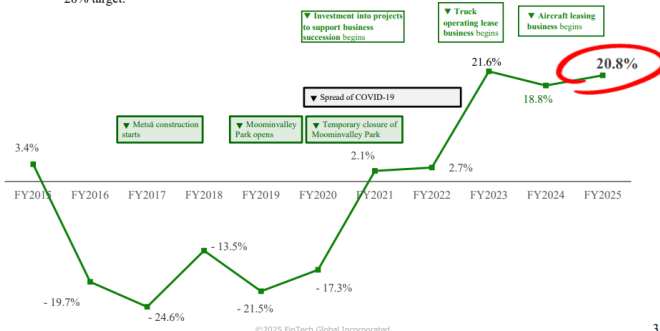 20% target.
▼ Investment into projects
to support business
succession begins
▼ Truck
operating lease
business begins
▼ Aircraft leasing
business begins
20.8%
21.6%
18.8%
▼ Spread of COVID-19
▼ Metsä construction
starts
▼ Moominvalley
Park opens
▼ Temporary closure of
Moominvalley Park
3.4%
2.1%
2.7%
FY2015 FY2016 FY2017 FY2018 FY2019 FY2020 FY2021 FY2022 FY2023 FY2024 FY2025
- 13.5%
- 17.3%
- 19.7%
- 21.5%
- 24.6%
©2025 FinTech Global Incorporated
3